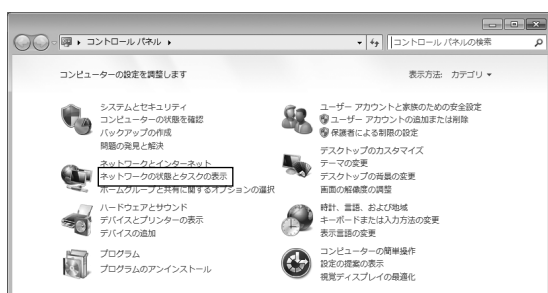 コントロール パネル
コントロール パネルの検索
コンピューターの設定を調整します
表示方法: カテゴリ
システムとセキュリティ
コンピューターの状態を確認
バックアップの作成
問題の発見と解決
ネットワークとインターネット
ネットワークの状態とタスクの表示
ホームグループと共有に関するオプションの選択
ハードウェアとサウンド
デバイスとプリンターの表示
デバイスの追加
プログラム
プログラムのアンインストール
ユーザー アカウントと家族のための安全設定
ユーザー アカウントの追加または削除
保護者による制限の設定
デスクトップのカスタマイズ
テーマの変更
デスクトップの背景の変更
画面の解像度の調整
時計、言語、および地域
キーボードまたは入力方法の変更
表示言語の変更
コンピューターの簡単操作
設定の提案の表示
視覚ディスプレイの最適化